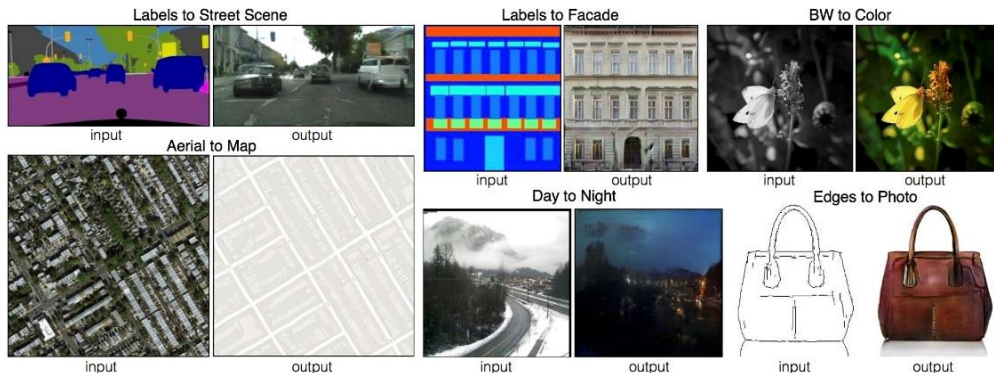 Labels to Street Scene
input
output
Aerial to Map
input
output
Labels to Facade
input
output
BW to Color
input
output
Day to Night
input
output
Edges to Photo
input
output